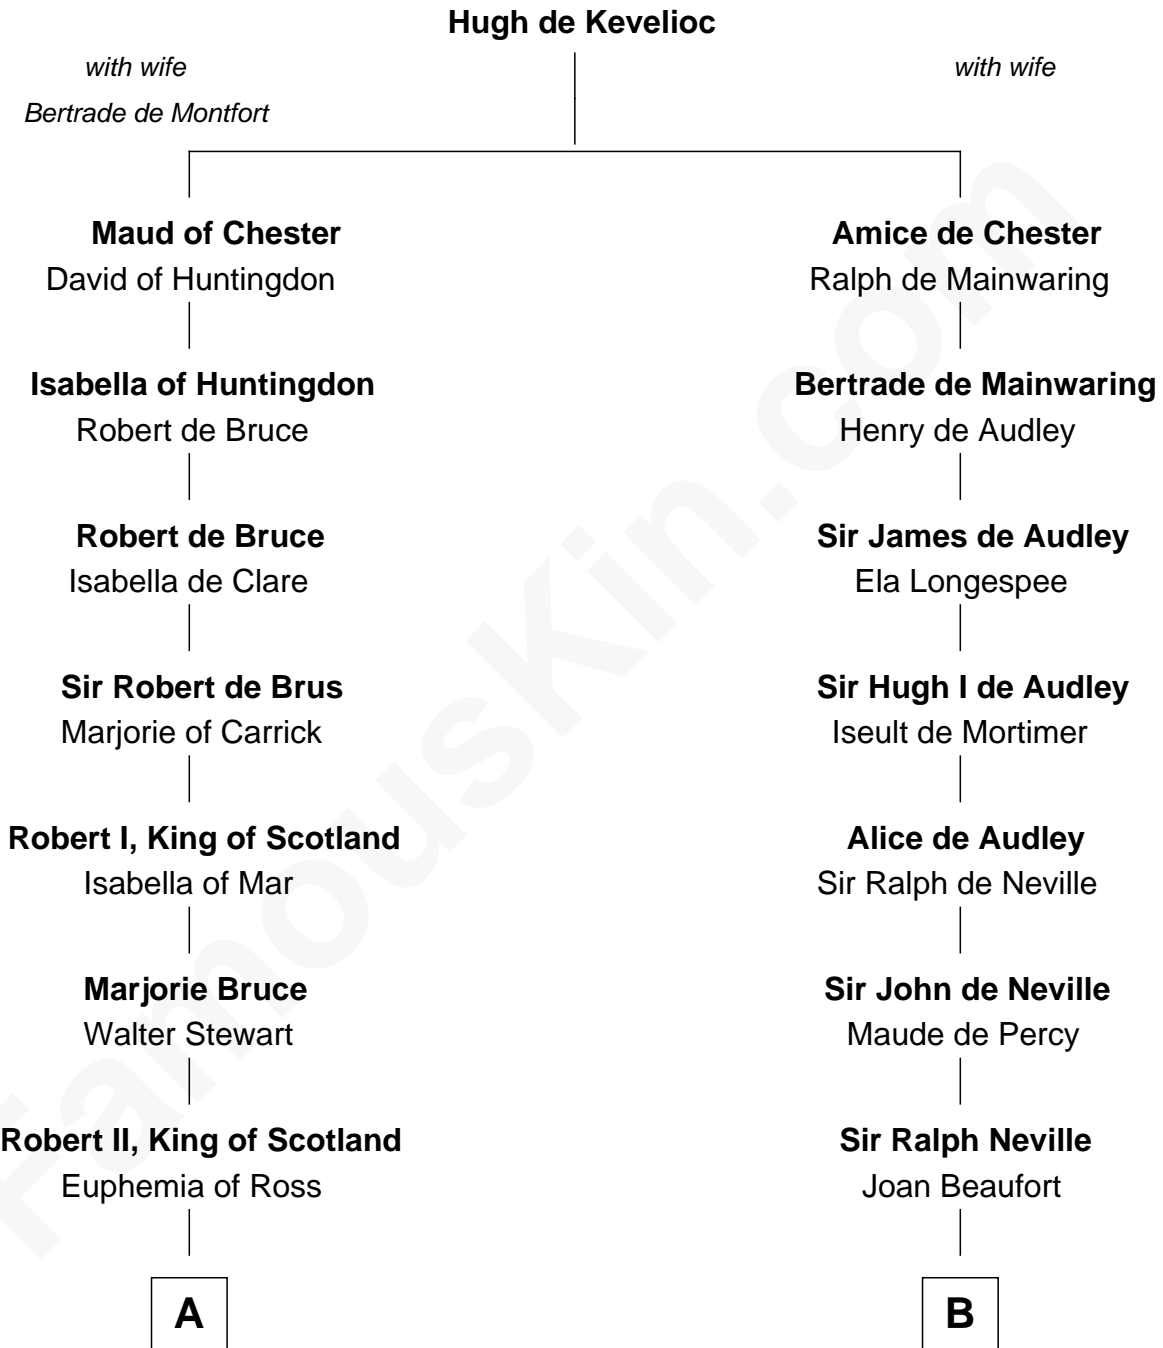 Hugh de Kevelioc
with wife
Bertrade de Montfort
with wife
Maud of Chester
David of Huntingdon
Amice de Chester
Ralph de Mainwaring
Isabella of Huntingdon
Robert de Bruce
Bertrade de Mainwaring
Henry de Audley
Robert de Bruce
Isabella de Clare
Sir James de Audley
Ela Longespee
Sir Robert de Brus
Marjorie of Carrick
Sir Hugh I de Audley
Iseult de Mortimer
Robert I, King of Scotland
Isabella of Mar
Alice de Audley
Sir Ralph de Neville
Marjorie Bruce
Walter Stewart
Sir John de Neville
Maude de Percy
Robert II, King of Scotland
Euphemia of Ross
Sir Ralph Neville
Joan Beaufort
A
B
FamousKin.com